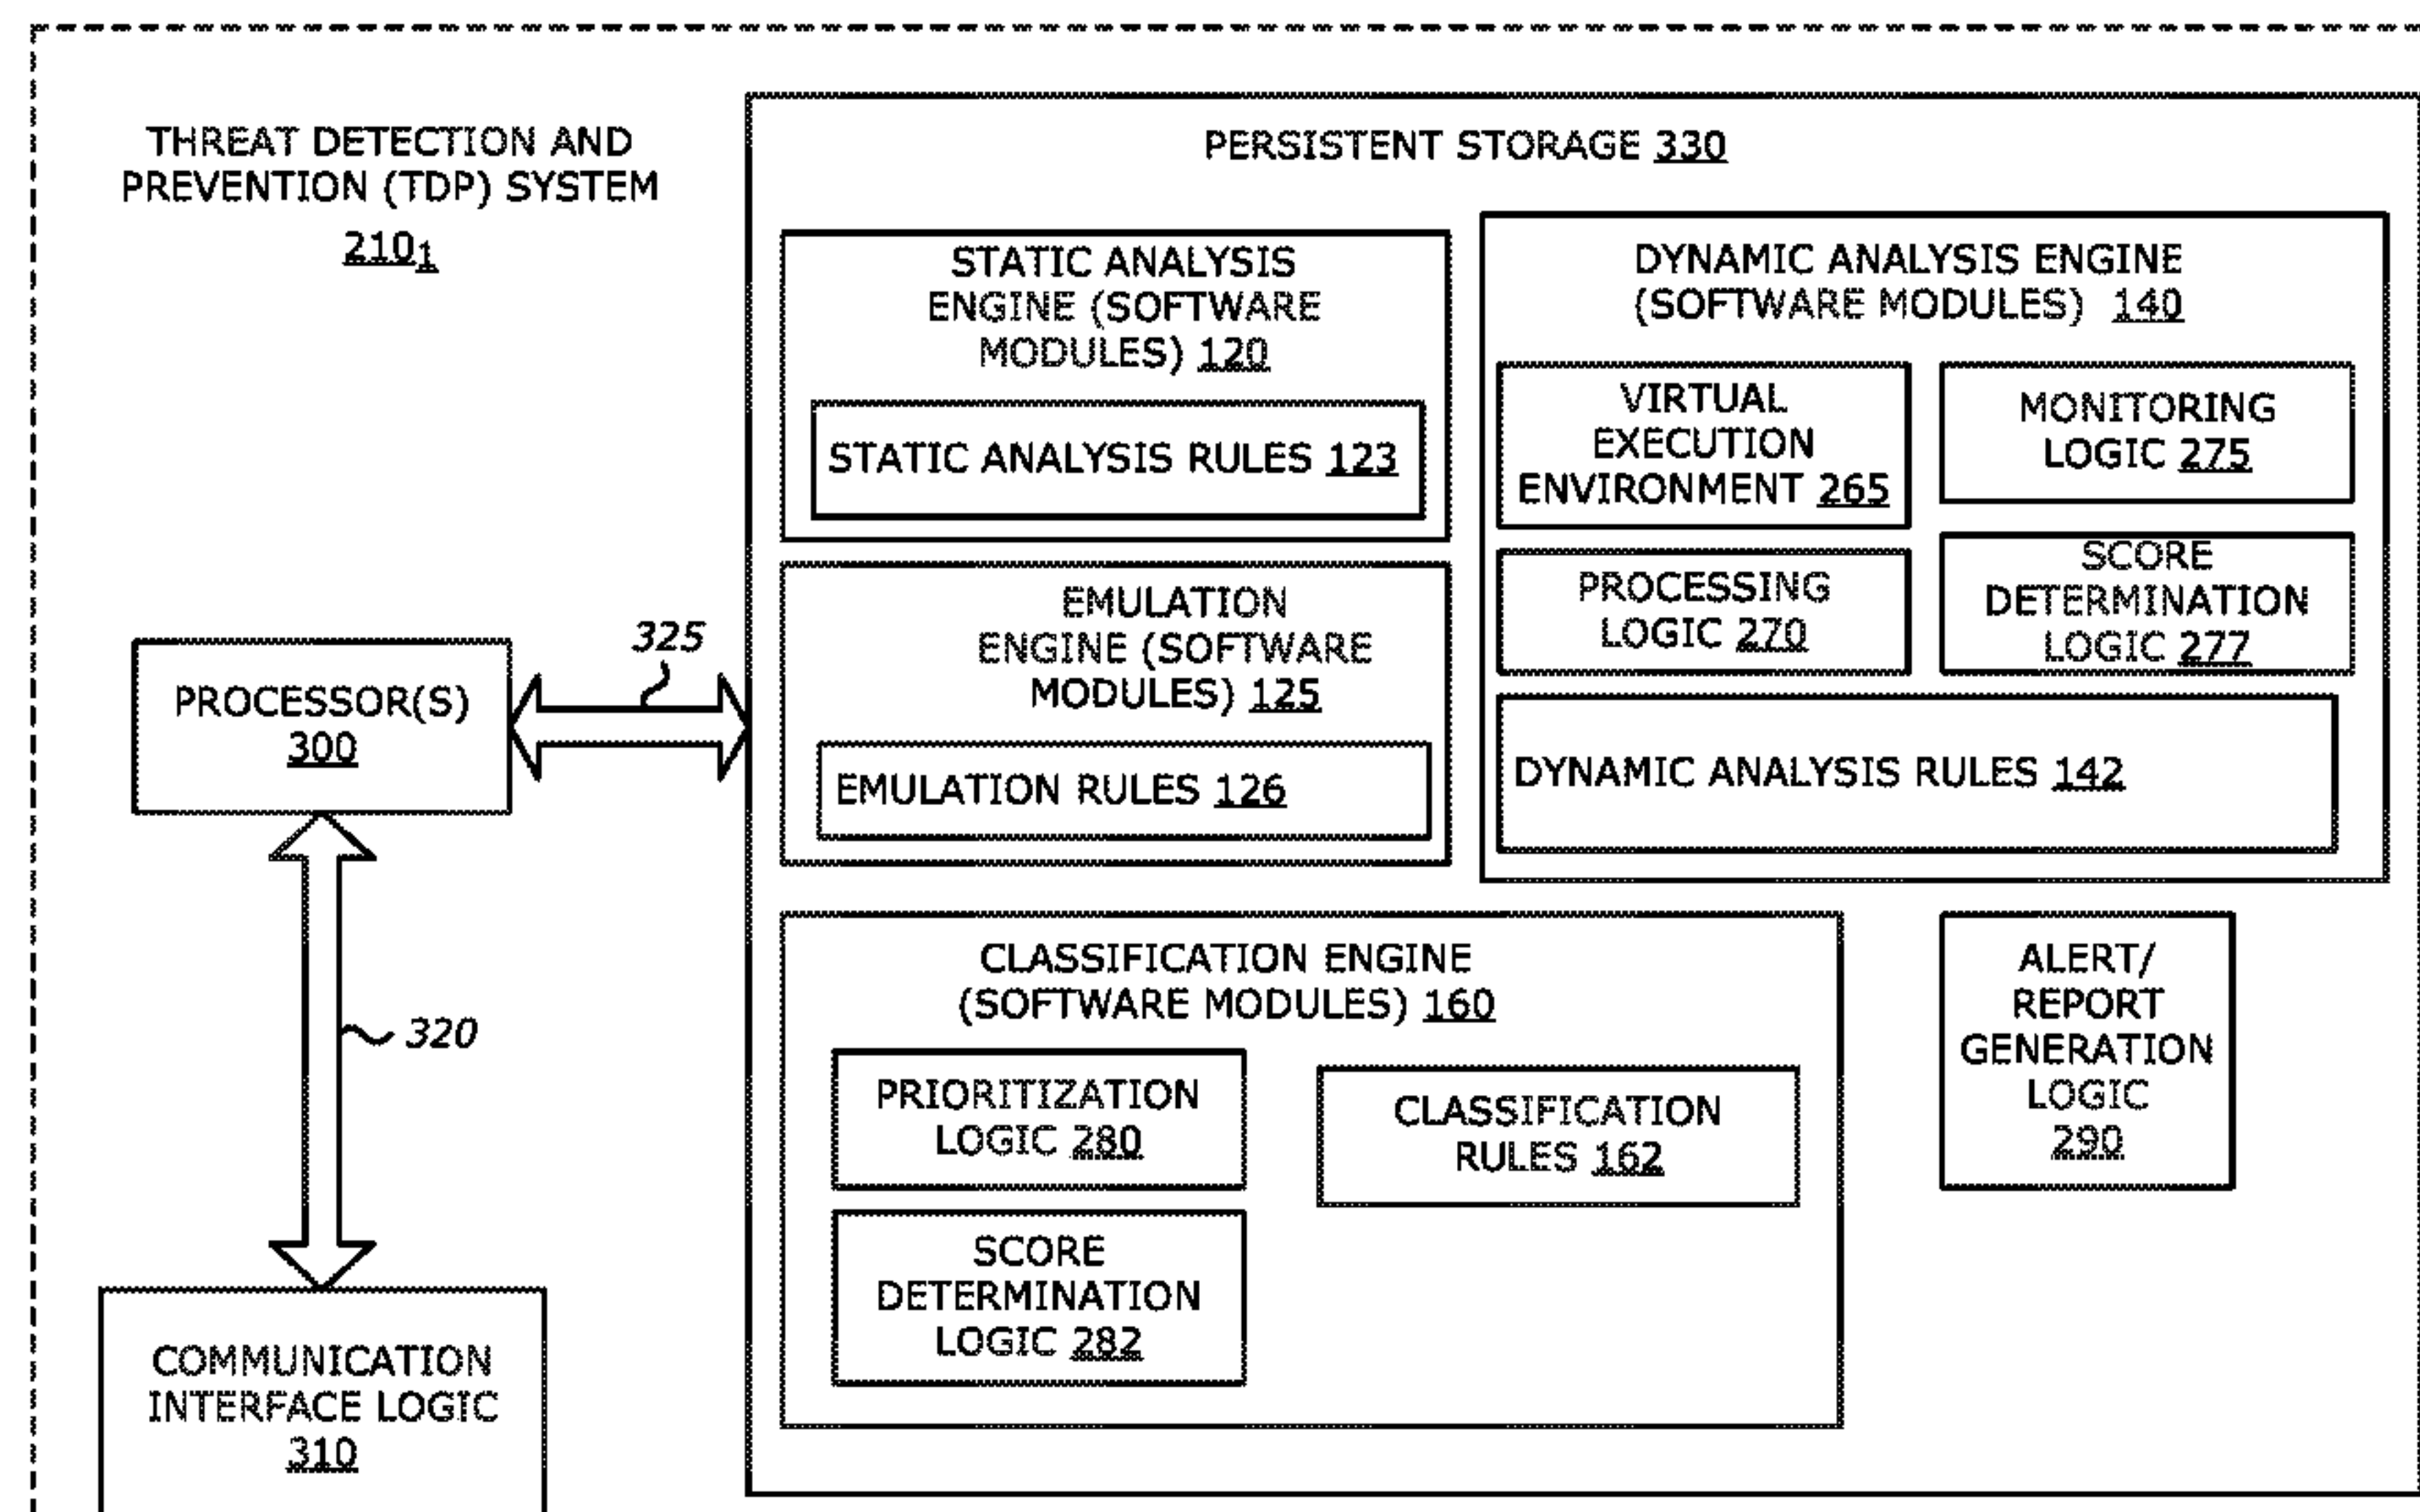 THREAT DETECTION AND
PREVENTION (TDP) SYSTEM
210₁
PERSISTENT STORAGE 330
STATIC ANALYSIS
ENGINE (SOFTWARE
MODULES) 120
STATIC ANALYSIS RULES 123
EMULATION
ENGINE (SOFTWARE
MODULES) 125
EMULATION RULES 126
DYNAMIC ANALYSIS ENGINE
(SOFTWARE MODULES) 140
VIRTUAL
EXECUTION
ENVIRONMENT 265
MONITORING
LOGIC 275
PROCESSING
LOGIC 270
SCORE
DETERMINATION
LOGIC 277
DYNAMIC ANALYSIS RULES 142
PROCESSOR(S)
300
325
320
COMMUNICATION
INTERFACE LOGIC
310
CLASSIFICATION ENGINE
(SOFTWARE MODULES) 160
PRIORITIZATION
LOGIC 280
CLASSIFICATION
RULES 162
SCORE
DETERMINATION
LOGIC 282
ALERT/
REPORT
GENERATION
LOGIC
290